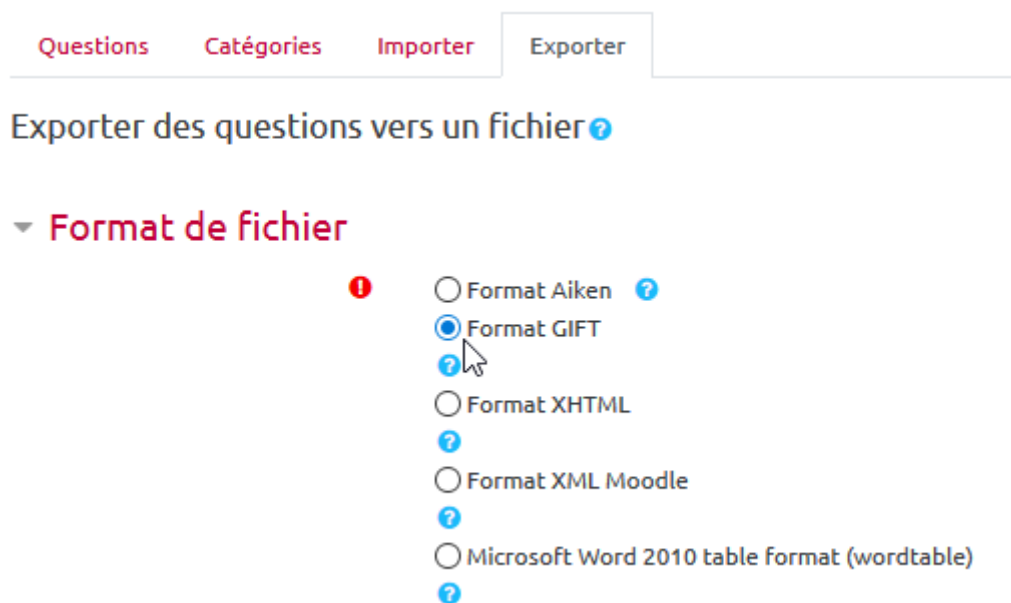 Questions Catégories Importer Exporter
Exporter des questions vers un fichier
Format de fichier
Format Aiken
Format GIFT
Format XHTML
Format XML Moodle
Microsoft Word 2010 table format (wordtable)